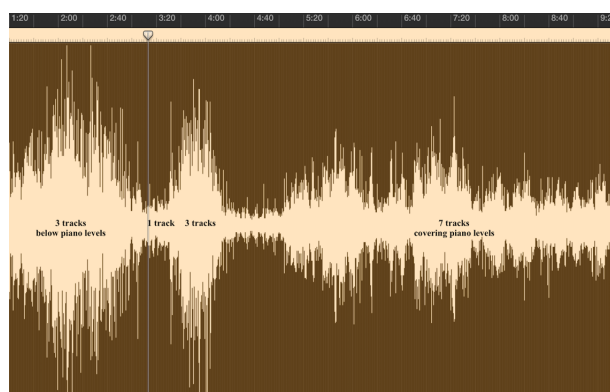 1:20 2:00 2:40 3:20 4:00 4:40 5:20 6:00 6:40 7:20 8:00 8:40 9:2
3 tracks
below piano levels
1 track
3 tracks
7 tracks
covering piano levels